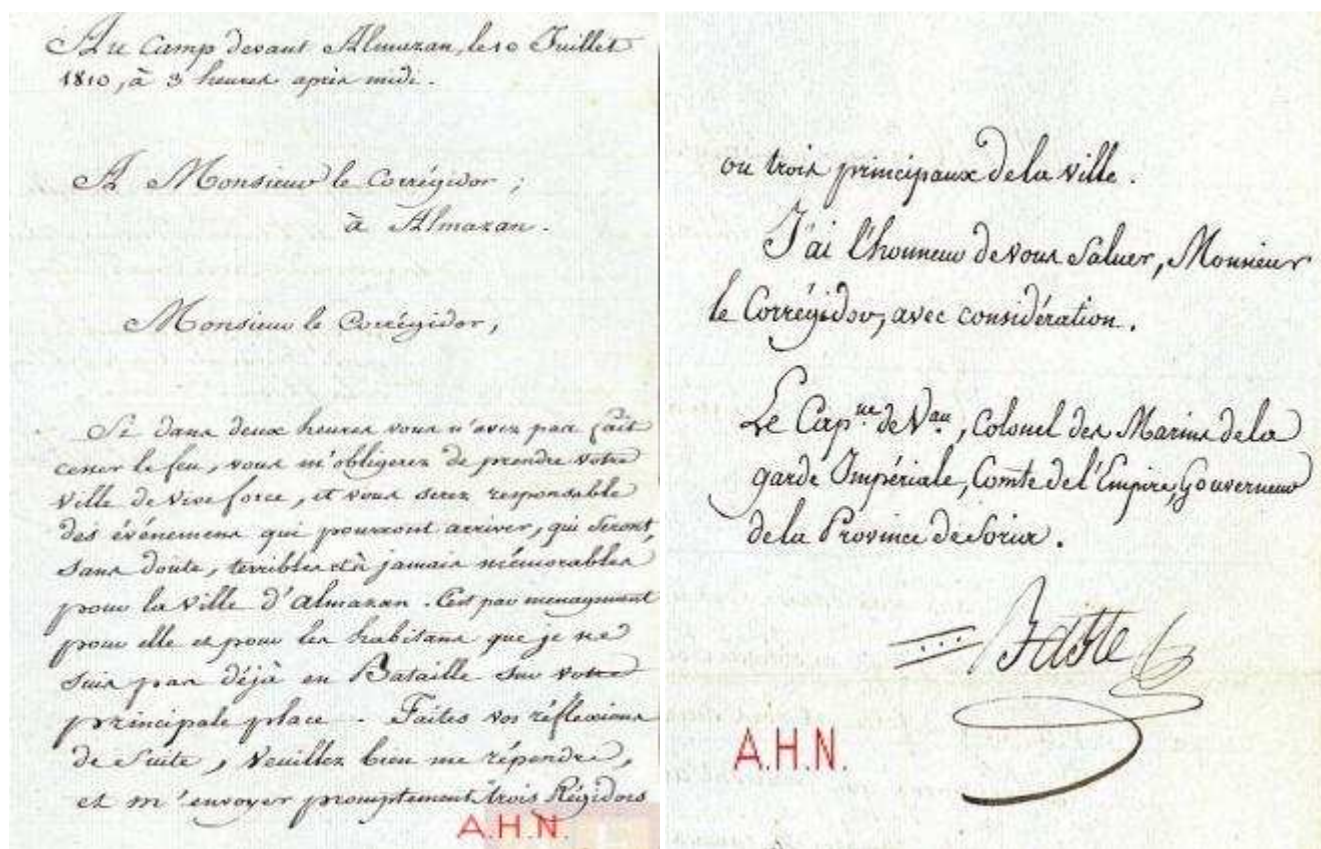 Au Camp devant Almazan, le 10 Juillet
1810, à 3 heures après midi.
A Monsieur le Corrégidor ;
à Almazan.
Monsieur le Corrégidor,
Si dans deux heures vous n'avez pas fait
cesser le feu, vous m'obligerez de prendre votre
ville de vive force, et vous serez responsable
des événemens qui pourront arriver, qui seront,
sans doute, terribles et à jamais mémorables
pour la ville d'Almazan. C'est par menagment
pour elle et pour les habitans que je ne
suis pas déjà en Bataille sur votre
principale place. Faites vos réflexions
de suite, veuillez bien me répondre,
et m'envoyer promptement trois Régidors
A.H.N.
ou trois principaux de la ville.
J'ai l'honneur de vous saluer, Monsieur
le Corrégidor, avec considération.
Le Cap.ne de V.au, Colonel des Marins de la
garde Impériale, Comte de l'Empire, Gouverneur
de la Province de Soria.
Baste
A.H.N.